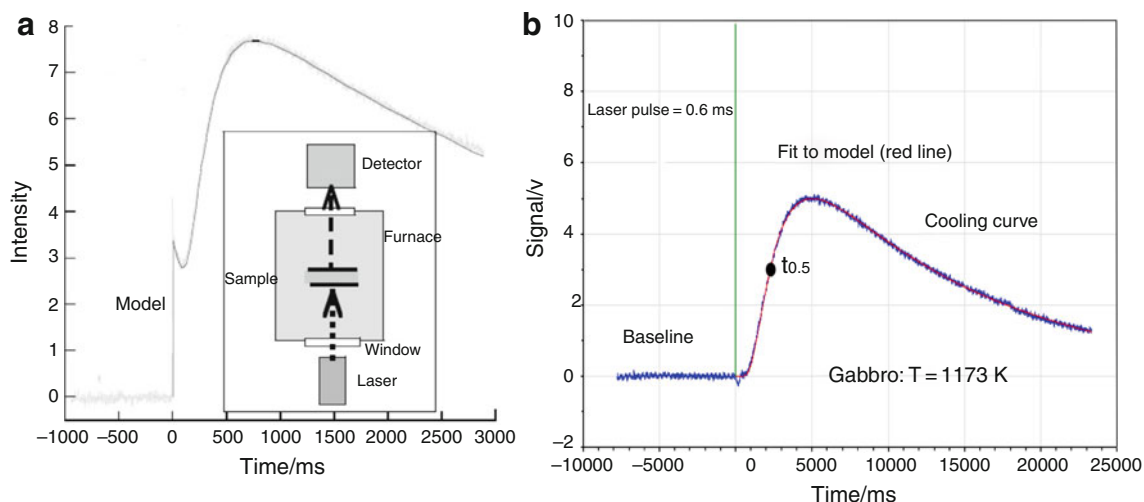 a
8
7
6
5
4
3
2
1
0
Intensity
Model
Detector
Furnace
Sample
Window
Laser
–1000 –500 0 500 1000 1500 2000 2500 3000
Time/ms
b
10
8
6
4
2
0
–2
Signal/v
Laser pulse = 0.6 ms
Fit to model (red line)
Cooling curve
t0.5
Baseline
Gabbro: T = 1173 K
–10000 –5000 0 5000 10000 15000 20000 25000
Time/ms